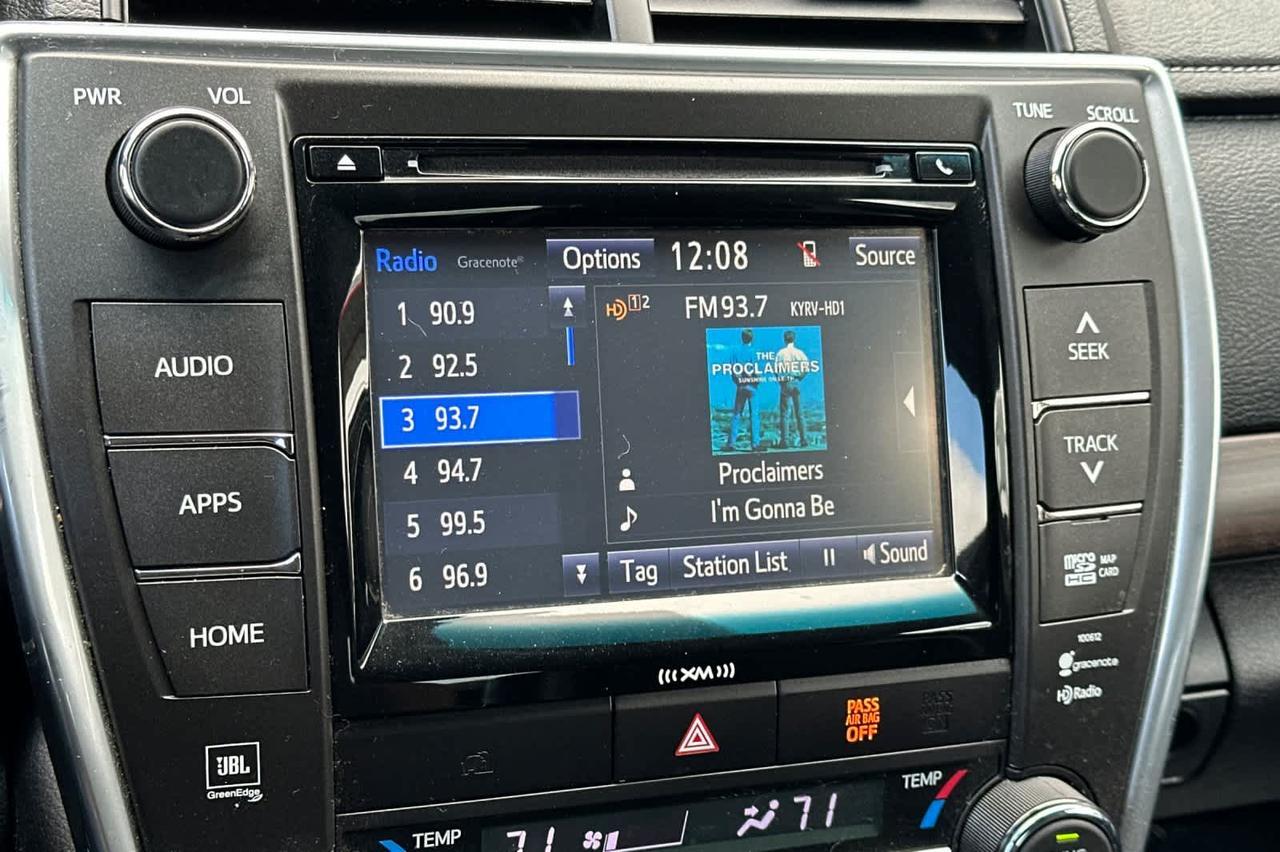 PWR VOL
TUNE SCROLL
Radio Gracenote® Options 12:08 Source
1 90.9
2 92.5
3 93.7
4 94.7
5 99.5
6 96.9
HD 1 2 FM 93.7 KYRV-HD1
THE
PROCLAIMERS
Proclaimers
I'm Gonna Be
Tag Station List Sound
AUDIO
APPS
HOME
SEEK
TRACK
micro SD HC MAP CARD
100612
gracenote
HD Radio
XM
JBL
GreenEdge
PASS
AIR BAG
OFF
TEMP
TEMP
71 71